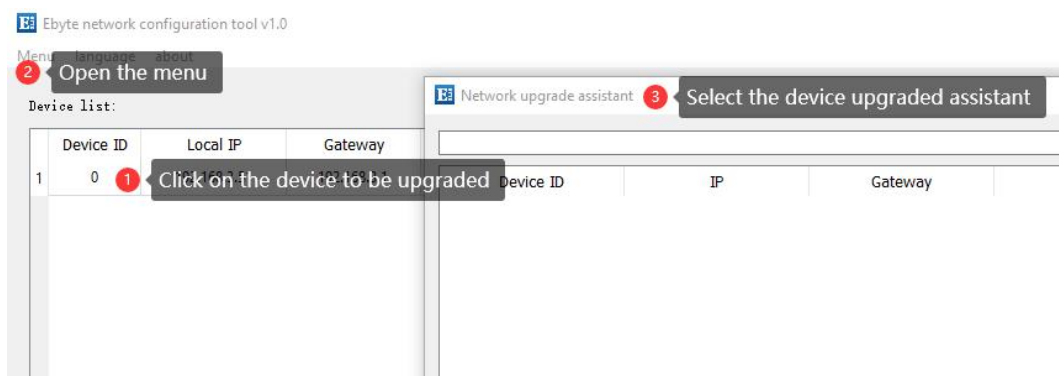 Ebyte network configuration tool v1.0
Menu language about
2 Open the menu
Network upgrade assistant 3 Select the device upgraded assistant
Device list:
Device ID Local IP Gateway
1 0 1 Click on the device to be upgraded
Device ID IP Gateway